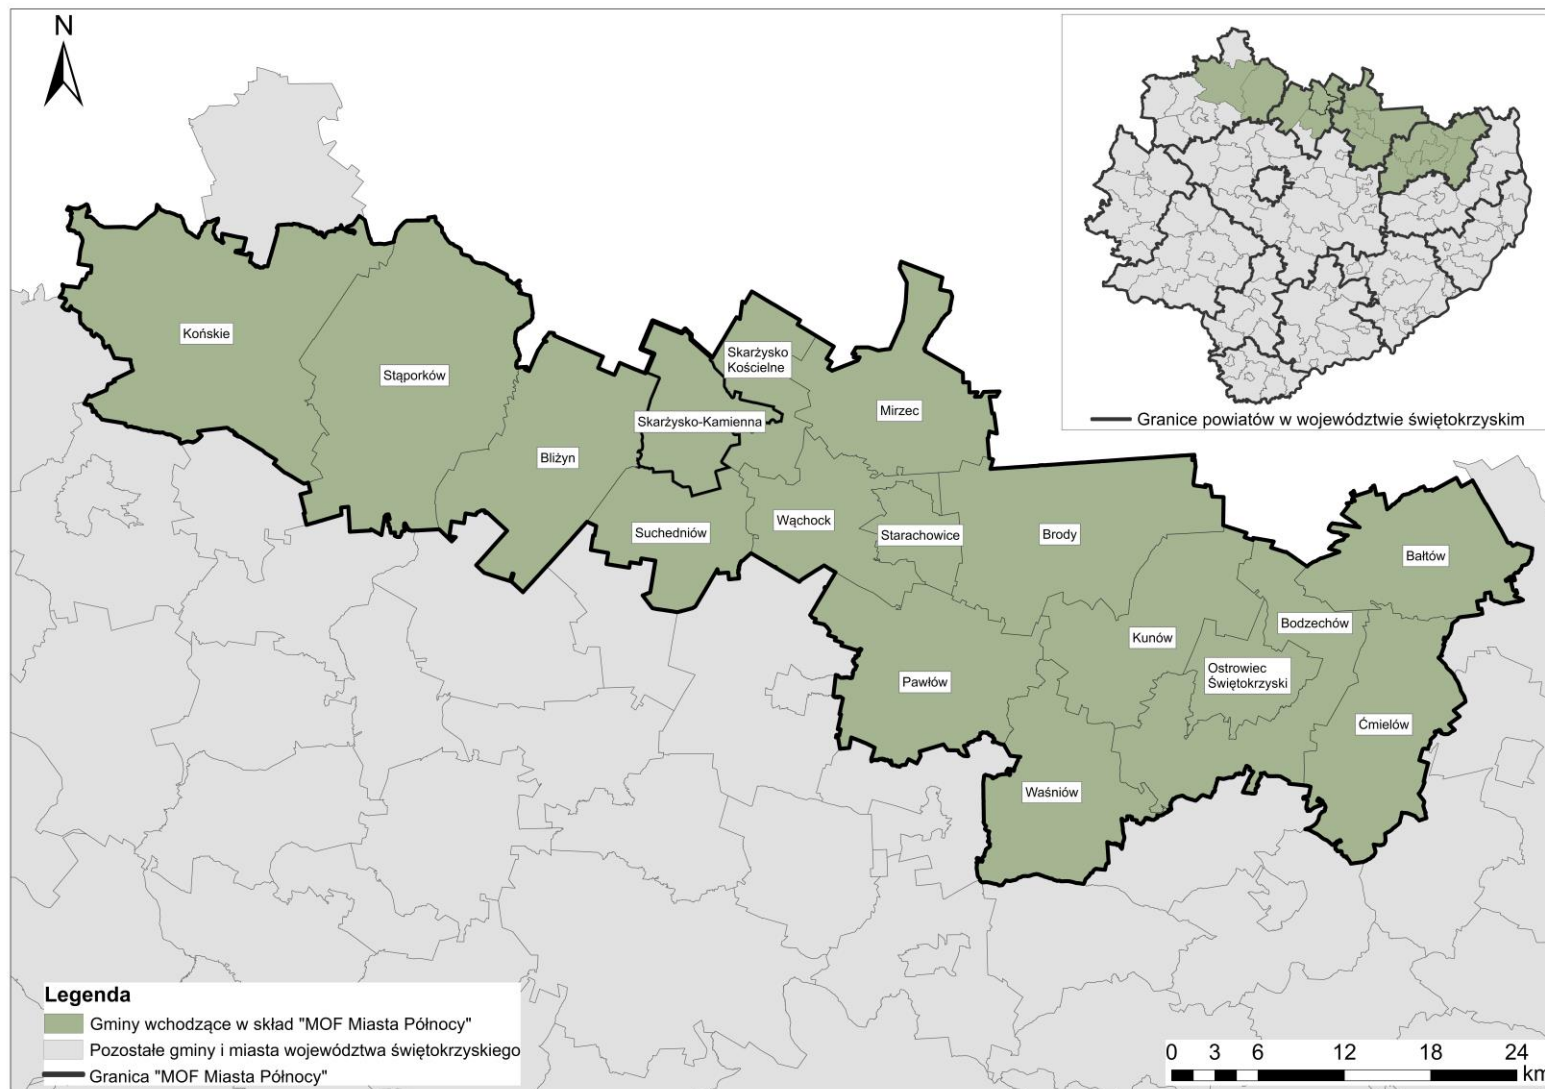 N
Granice powiatów w województwie świętokrzyskim
Końskie
Stąporków
Skarżysko
Kościelne
Mirzec
Skarżysko-Kamienna
Bliżyn
Suchedniów
Wąchock
Starachowice
Brody
Bałtów
Bodzechów
Kunów
Ostrowiec
Świętokrzyski
Pawłów
Ćmielów
Waśniów
Legenda
Gminy wchodzące w skład "MOF Miasta Północy"
Pozostałe gminy i miasta województwa świętokrzyskiego
Granica "MOF Miasta Północy"
0 3 6 12 18 24
km